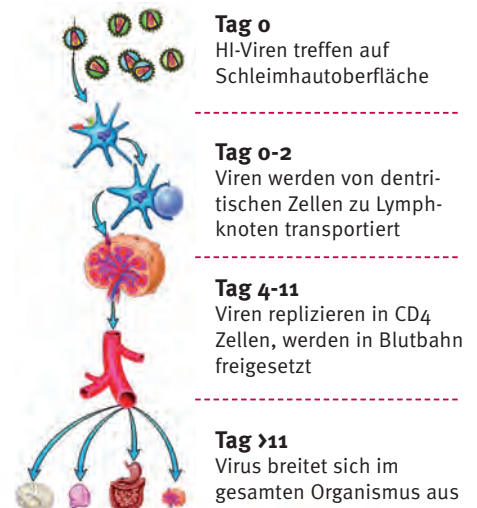 Tag 0
HI-Viren treffen auf
Schleimhautoberfläche
Tag 0-2
Viren werden von dentri-
tischen Zellen zu Lymph-
knoten transportiert
Tag 4-11
Viren replizieren in CD4
Zellen, werden in Blutbahn
freigesetzt
Tag >11
Virus breitet sich im
gesamten Organismus aus